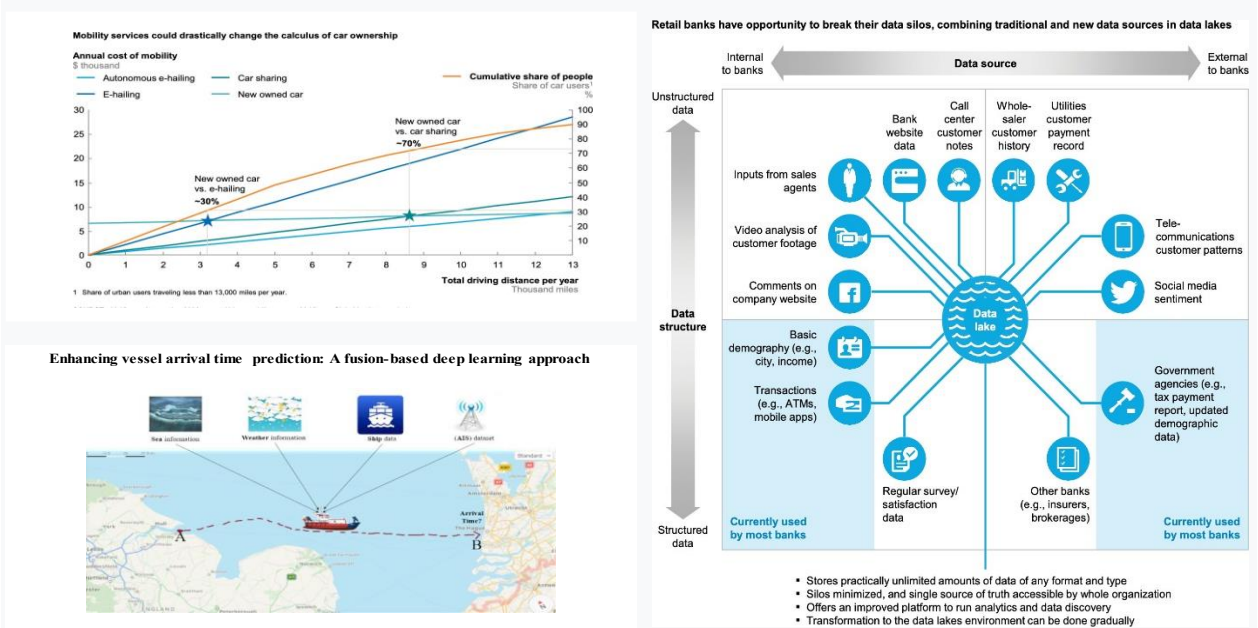 Mobility services could drastically change the calculus of car ownership
Annual cost of mobility
$ thousand
Autonomous e-hailing
Car sharing
E-hailing
New owned car
Cumulative share of people
Share of car users¹
%
30
25
20
15
10
5
0
100
90
80
70
60
50
40
30
20
10
New owned car
vs. car sharing
~70%
New owned car
vs. e-hailing
~30%
0 1 2 3 4 5 6 7 8 9 10 11 12 13
Total driving distance per year
Thousand miles
1 Share of urban users traveling less than 13,000 miles per year.
Enhancing vessel arrival time prediction: A fusion-based deep learning approach
Sea information
Weather information
Ship data
(AIS) dataset
Standard
Arrival
Time?
A
B
ENGLAND
Retail banks have opportunity to break their data silos, combining traditional and new data sources in data lakes
Internal
to banks
Data source
External
to banks
Unstructured
data
Data
structure
Structured
data
Inputs from sales
agents
Bank
website
data
Call
center
customer
notes
Whole-
saler
customer
history
Utilities
customer
payment
record
Video analysis of
customer footage
Tele-
communications
customer patterns
Comments on
company website
Social media
sentiment
Data
lake
Basic
demography (e.g.,
city, income)
Transactions
(e.g., ATMs,
mobile apps)
Government
agencies (e.g.,
tax payment
report, updated
demographic
data)
Regular survey/
satisfaction
data
Other banks
(e.g., insurers,
brokerages)
Currently used
by most banks
Currently used
by most banks
▪ Stores practically unlimited amounts of data of any format and type
▪ Silos minimized, and single source of truth accessible by whole organization
▪ Offers an improved platform to run analytics and data discovery
▪ Transformation to the data lakes environment can be done gradually